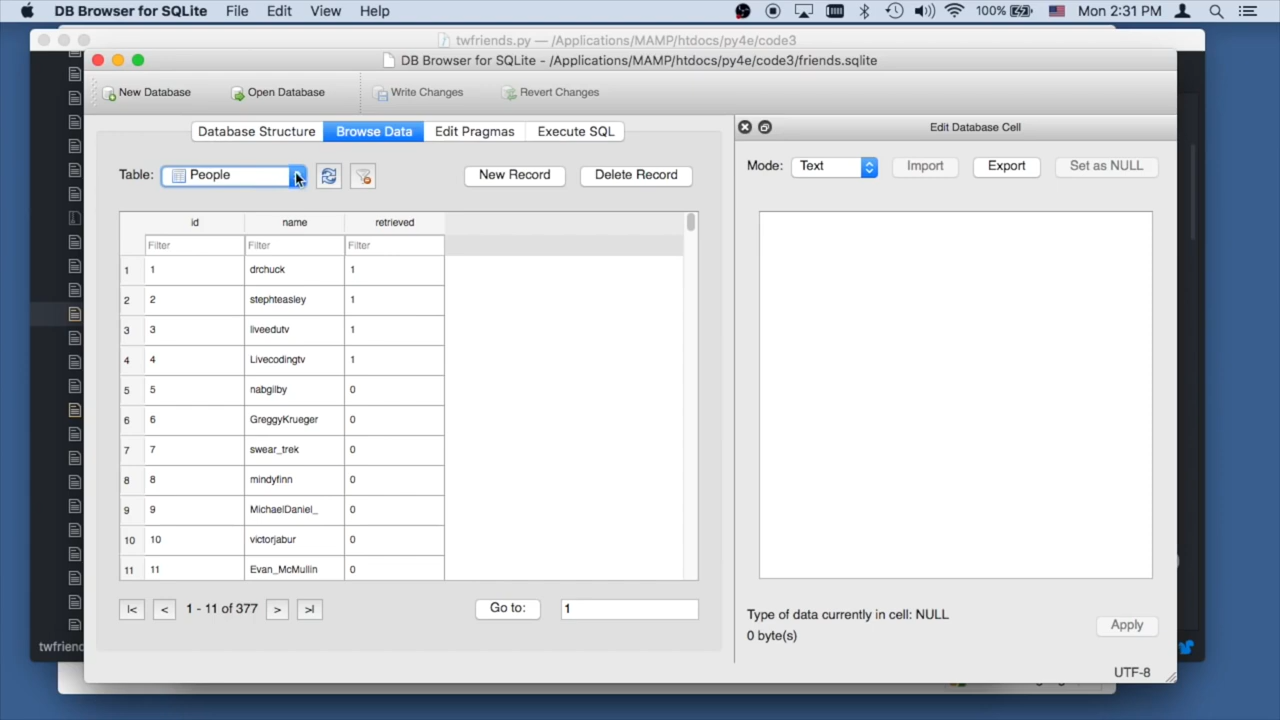 DB Browser for SQLite File Edit View Help 100% Mon 2:31 PM
twfriends.py — /Applications/MAMP/htdocs/py4e/code3
DB Browser for SQLite - /Applications/MAMP/htdocs/py4e/code3/friends.sqlite
New Database Open Database Write Changes Revert Changes
Database Structure Browse Data Edit Pragmas Execute SQL
Edit Database Cell
Table: People New Record Delete Record
Mode: Text Import Export Set as NULL
id name retrieved
Filter Filter Filter
1 1 drchuck 1
2 2 stephteasley 1
3 3 liveedutv 1
4 4 Livecodingtv 1
5 5 nabgilby 0
6 6 GreggyKrueger 0
7 7 swear_trek 0
8 8 mindyfinn 0
9 9 MichaelDaniel_ 0
10 10 victorjabur 0
11 11 Evan_McMullin 0
|< < 1 - 11 of 377 > >| Go to: 1
Type of data currently in cell: NULL
0 byte(s)
Apply
twfriend
UTF-8